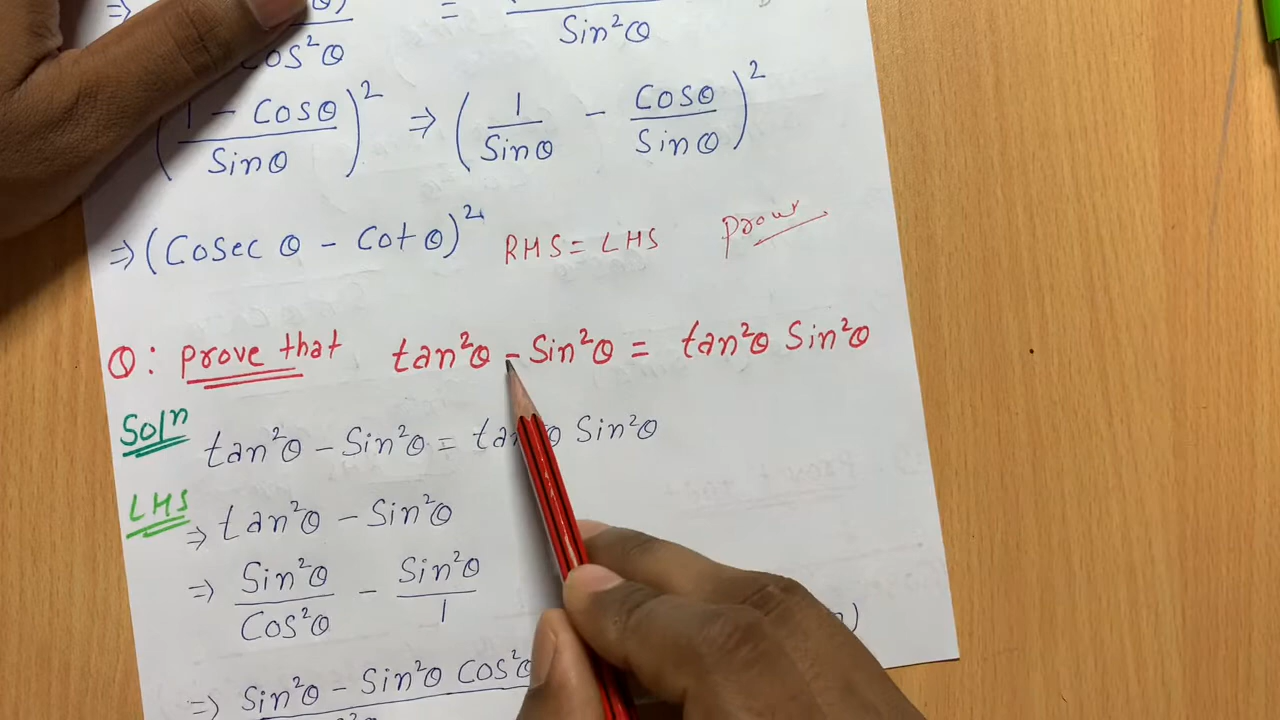 ⇒ θ) =
cos²θ Sin²θ
(1 - Cosθ / Sinθ)² ⇒ (1 / Sinθ - Cosθ / Sinθ)²
⇒ (Cosec θ - Cot θ)² RHS = LHS
Q: prove that tan²θ - Sin²θ = tan²θ Sin²θ
Soln
tan²θ - Sin²θ = tan²θ Sin²θ
LHS
⇒ tan²θ - Sin²θ
⇒ Sin²θ / Cos²θ - Sin²θ / 1
⇒ Sin²θ - Sin²θ Cos²θ